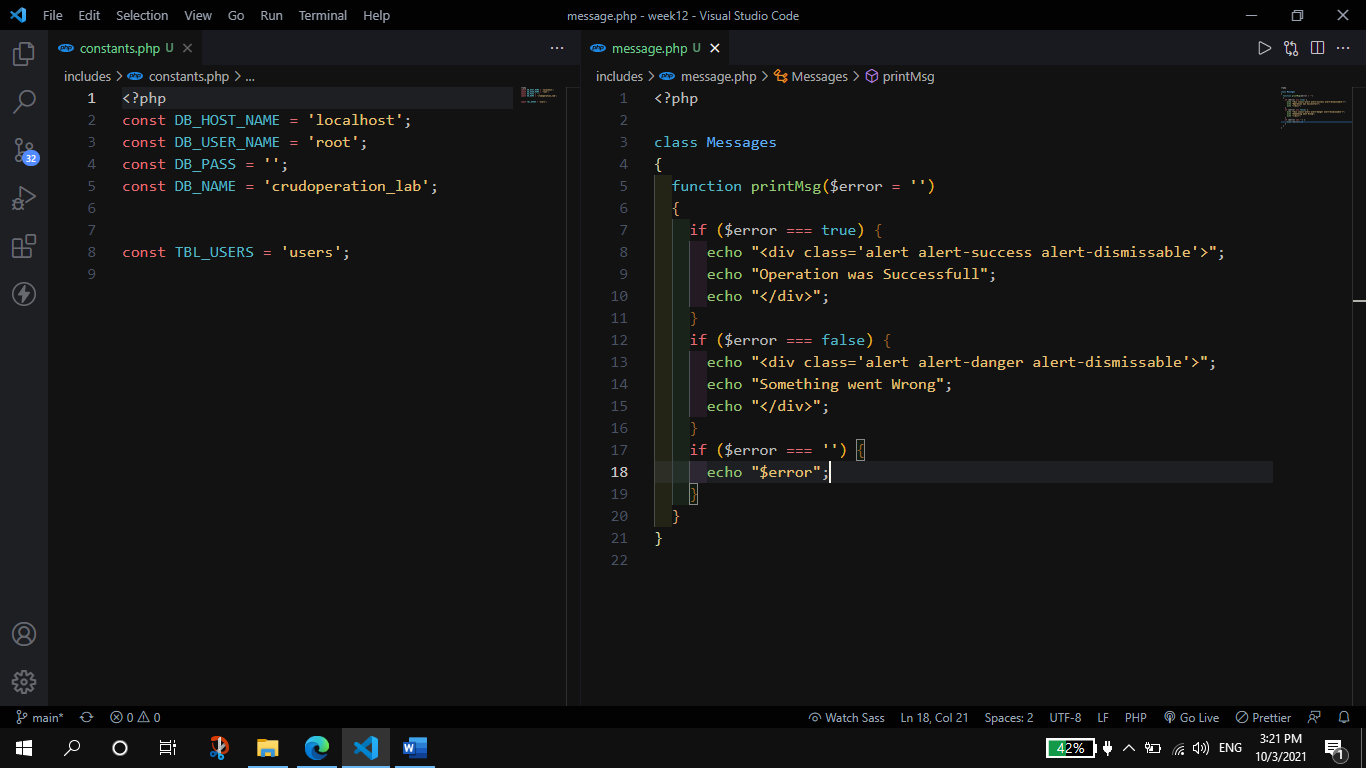 File Edit Selection View Go Run Terminal Help message.php - week12 - Visual Studio Code
constants.php U
includes > constants.php > ...
1 <?php
2 const DB_HOST_NAME = 'localhost';
3 const DB_USER_NAME = 'root';
4 const DB_PASS = '';
5 const DB_NAME = 'crudoperation_lab';
6
7
8 const TBL_USERS = 'users';
9
message.php U
includes > message.php > Messages > printMsg
1 <?php
2
3 class Messages
4 {
5 function printMsg($error = '')
6 {
7 if ($error === true) {
8 echo "<div class='alert alert-success alert-dismissable'>";
9 echo "Operation was Successfull";
10 echo "</div>";
11 }
12 if ($error === false) {
13 echo "<div class='alert alert-danger alert-dismissable'>";
14 echo "Something went Wrong";
15 echo "</div>";
16 }
17 if ($error === '') {
18 echo "$error";
19 }
20 }
21 }
22
32
main* 0 0 Watch Sass Ln 18, Col 21 Spaces: 2 UTF-8 LF PHP Go Live Prettier
42% ENG 3:21 PM
10/3/2021 1